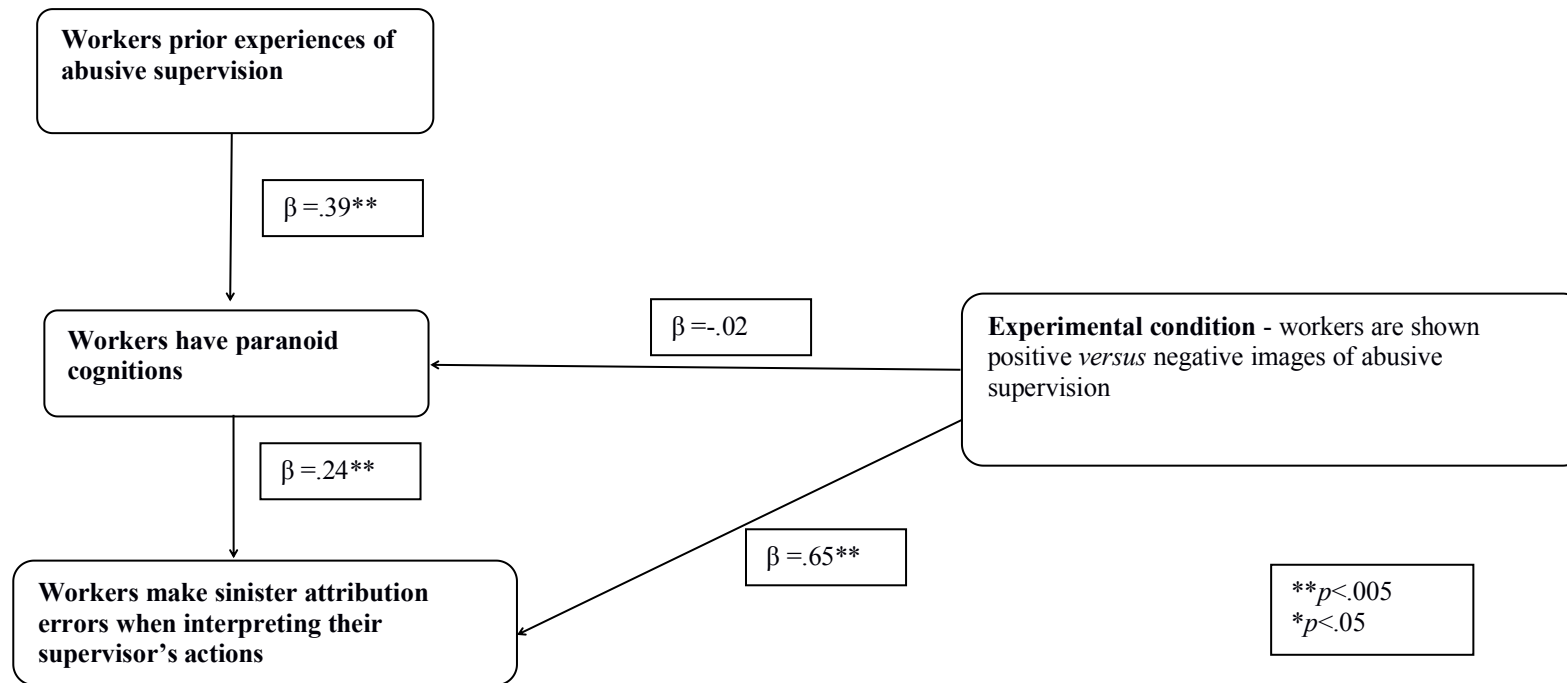 Workers prior experiences of
abusive supervision
β =.39**
Workers have paranoid
cognitions
β =-.02
Experimental condition - workers are shown
positive versus negative images of abusive
supervision
β =.24**
β =.65**
Workers make sinister attribution
errors when interpreting their
supervisor’s actions
**p<.005
*p<.05